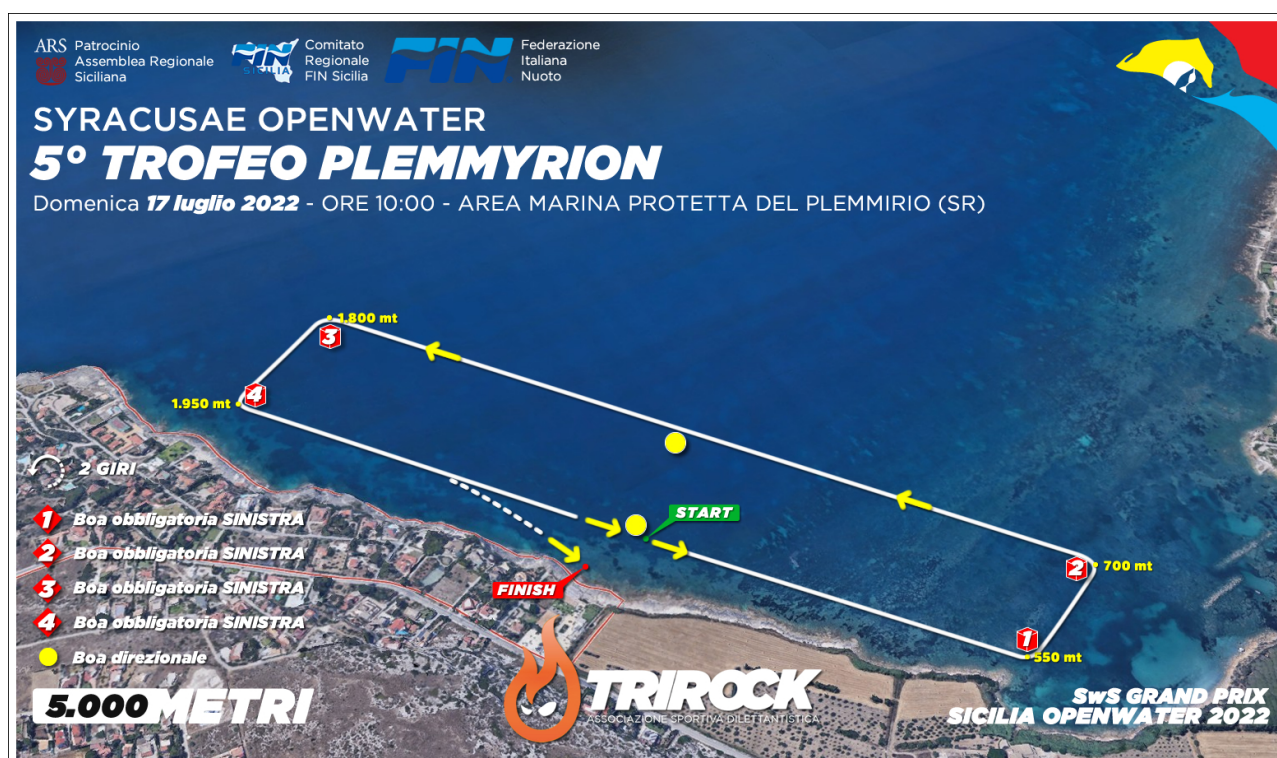 ARS Patrocinio
Assemblea Regionale
Siciliana
FIN
SICILIA
Comitato
Regionale
FIN Sicilia
FIN
Federazione
Italiana
Nuoto
SYRACUSAE OPENWATER
5° TROFEO PLEMMYRION
Domenica 17 luglio 2022 - ORE 10:00 - AREA MARINA PROTETTA DEL PLEMMIRIO (SR)
1.800 mt
3
4
1.950 mt
START
FINISH
2
700 mt
1
550 mt
2 GIRI
1 Boa obbligatoria SINISTRA
2 Boa obbligatoria SINISTRA
3 Boa obbligatoria SINISTRA
4 Boa obbligatoria SINISTRA
Boa direzionale
5.000 METRI
TRIROCK
ASSOCIAZIONE SPORTIVA DILETTANTISTICA
SwS GRAND PRIX
SICILIA OPENWATER 2022